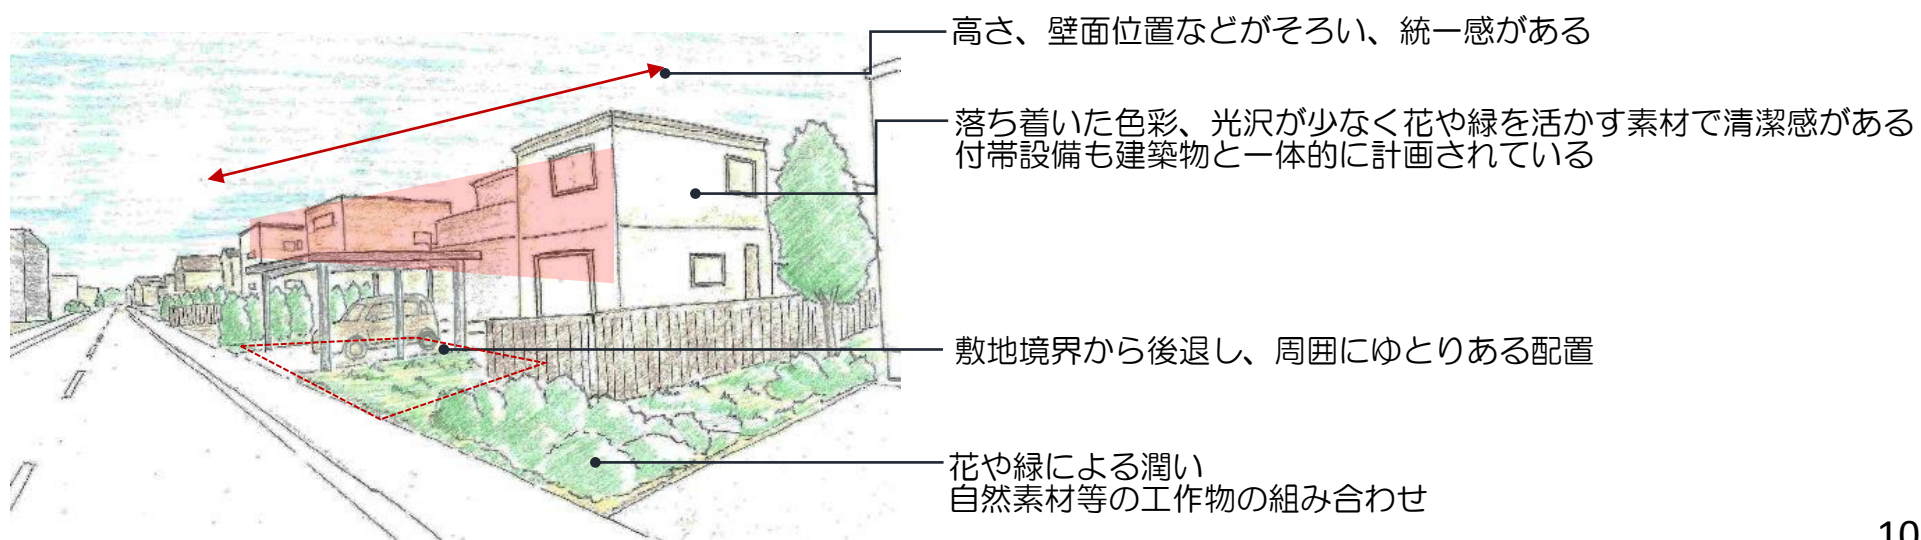 高さ、壁面位置などがそろい、統一感がある
落ち着いた色彩、光沢が少なく花や緑を活かす素材で清潔感がある
付帯設備も建築物と一体的に計画されている
敷地境界から後退し、周囲にゆとりある配置
花や緑による潤い
自然素材等の工作物の組み合わせ
10